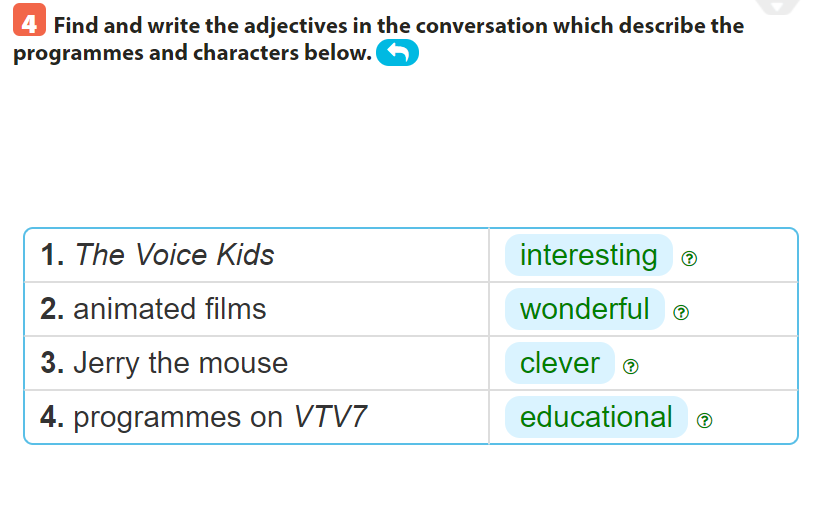 4 Find and write the adjectives in the conversation which describe the
programmes and characters below.
1. The Voice Kids interesting ?
2. animated films wonderful ?
3. Jerry the mouse clever ?
4. programmes on VTV7 educational ?